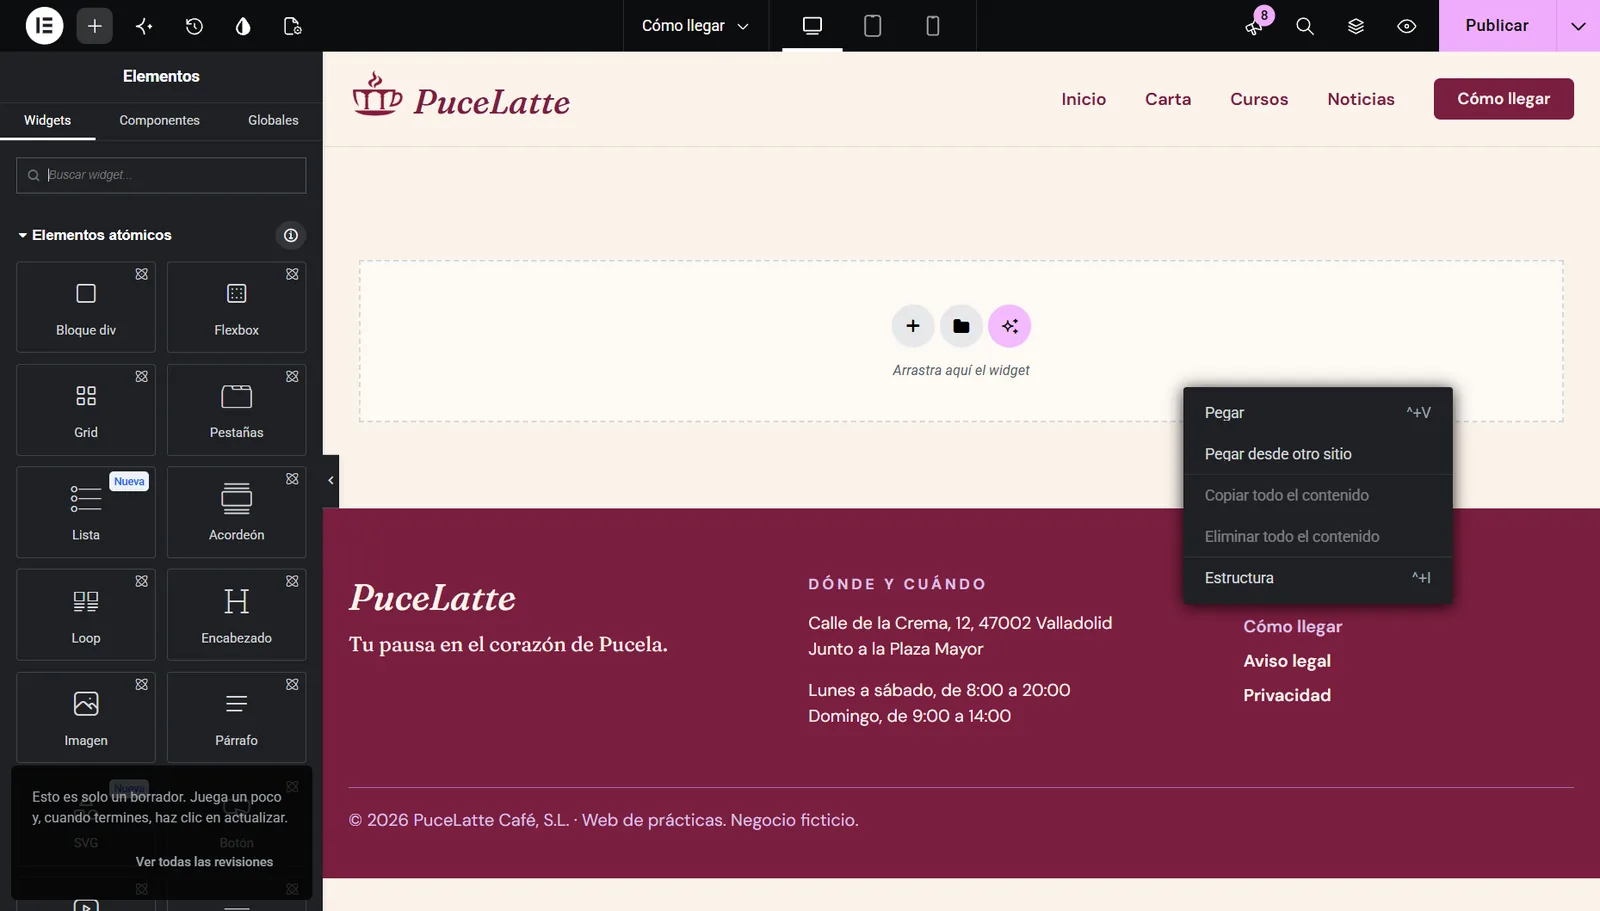 Cómo llegar
8
Publicar
Elementos
Widgets
Componentes
Globales
Buscar widget...
Elementos atómicos
Bloque div
Flexbox
Grid
Pestañas
Nueva
Lista
Acordeón
Loop
Encabezado
Imagen
Párrafo
Nueva
Esto es solo un borrador. Juega un poco
y, cuando termines, haz clic en actualizar.
SVG
Botón
Ver todas las revisiones
PuceLatte
Inicio
Carta
Cursos
Noticias
Cómo llegar
Arrastra aquí el widget
Pegar ^+V
Pegar desde otro sitio
Copiar todo el contenido
Eliminar todo el contenido
Estructura ^+I
PuceLatte
Tu pausa en el corazón de Pucela.
DÓNDE Y CUÁNDO
Calle de la Crema, 12, 47002 Valladolid
Junto a la Plaza Mayor
Lunes a sábado, de 8:00 a 20:00
Domingo, de 9:00 a 14:00
Cómo llegar
Aviso legal
Privacidad
© 2026 PuceLatte Café, S.L. · Web de prácticas. Negocio ficticio.